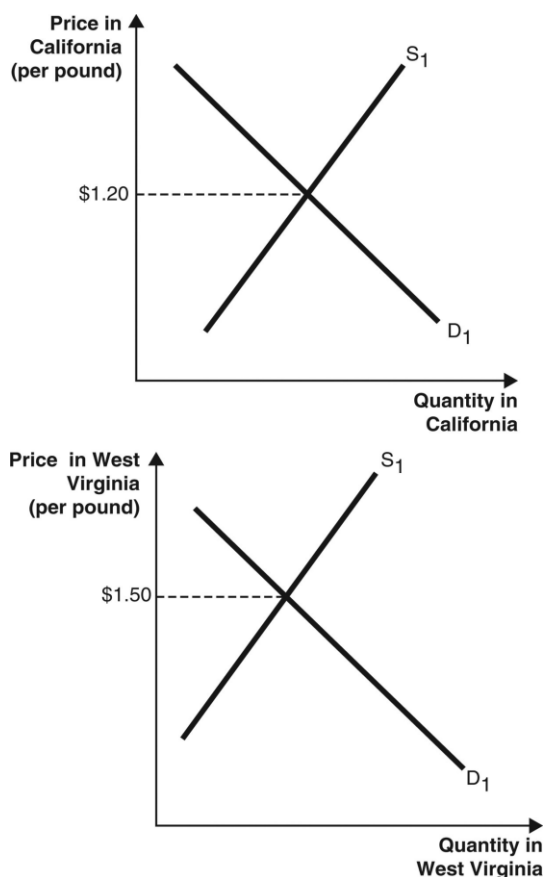 Price in
California
(per pound)
S1
$1.20
D1
Quantity in
California
Price in West
Virginia
(per pound)
S1
$1.50
D1
Quantity in
West Virginia